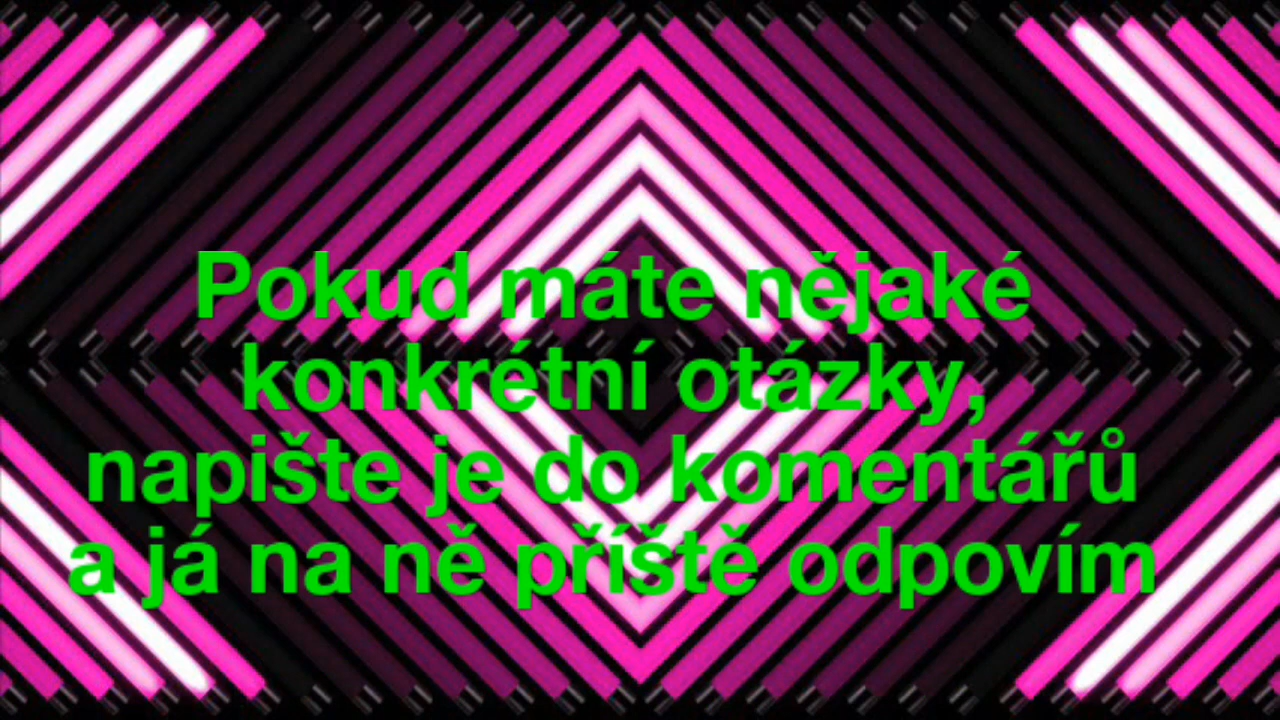 Pokud máte nějaké
konkrétní otázky,
napište je do komentářů
a já na ně příště odpovím